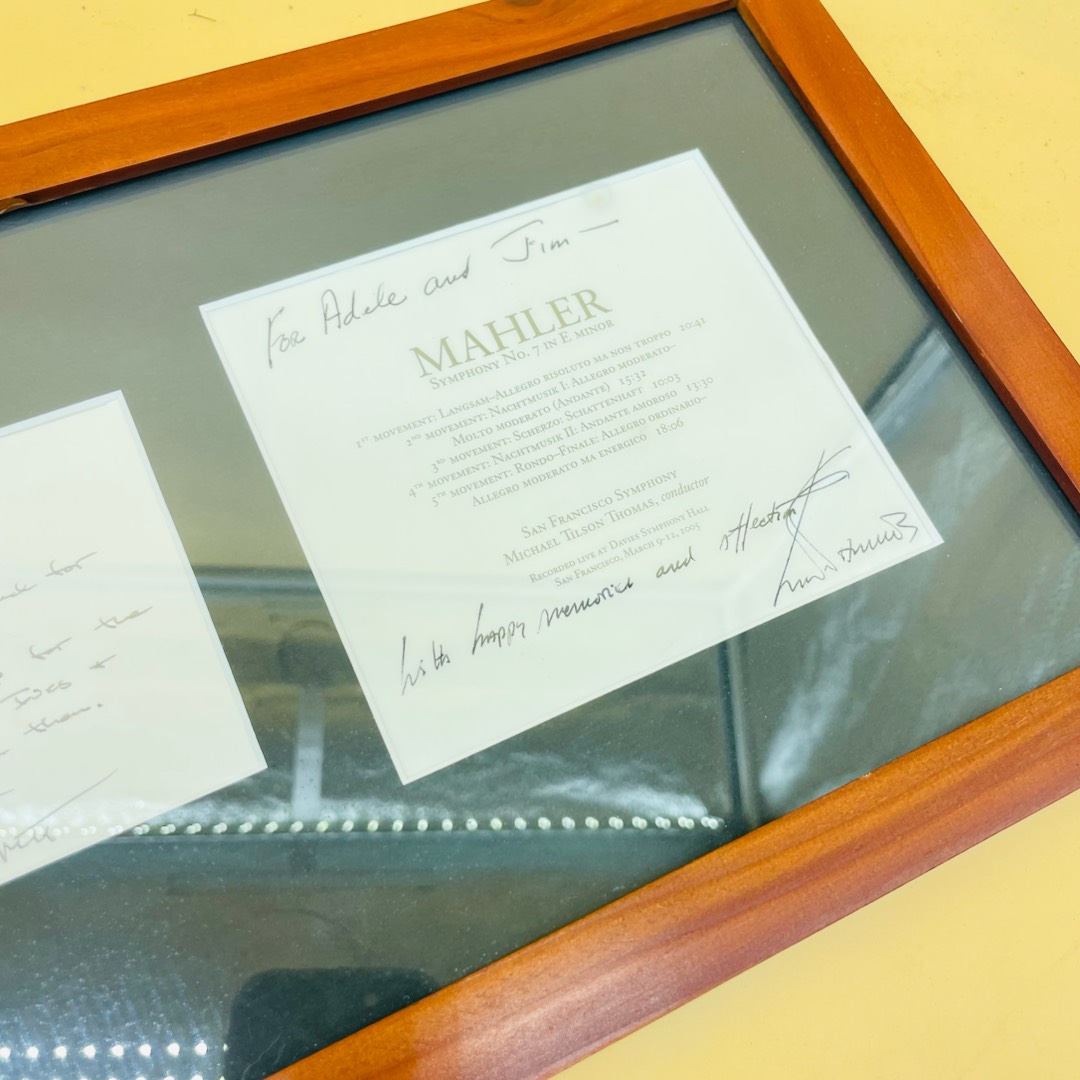 for
for the
Ives +
them.
For Adele and Jim —
MAHLER
SYMPHONY NO. 7 IN E MINOR
1ST MOVEMENT: LANGSAM–ALLEGRO RISOLUTO MA NON TROPPO 20:41
2ND MOVEMENT: NACHTMUSIK I: ALLEGRO MODERATO–
MOLTO MODERATO (ANDANTE) 15:32
3RD MOVEMENT: SCHERZO: SCHATTENHAFT 10:03
4TH MOVEMENT: NACHTMUSIK II: ANDANTE AMOROSO 13:30
5TH MOVEMENT: RONDO–FINALE: ALLEGRO ORDINARIO–
ALLEGRO MODERATO MA ENERGICO 18:06
SAN FRANCISCO SYMPHONY
MICHAEL TILSON THOMAS, conductor
RECORDED LIVE AT DAVIES SYMPHONY HALL
SAN FRANCISCO, MARCH 9-12, 2005
With happy memories and affection